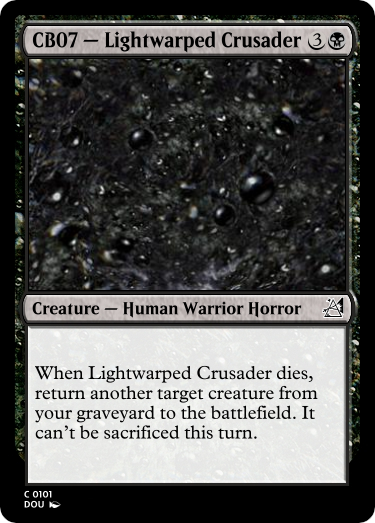 CB07 — Lightwarped Crusader 3
Creature — Human Warrior Horror
When Lightwarped Crusader dies,
return another target creature from
your graveyard to the battlefield. It
can't be sacrificed this turn.
C 0101
DOU